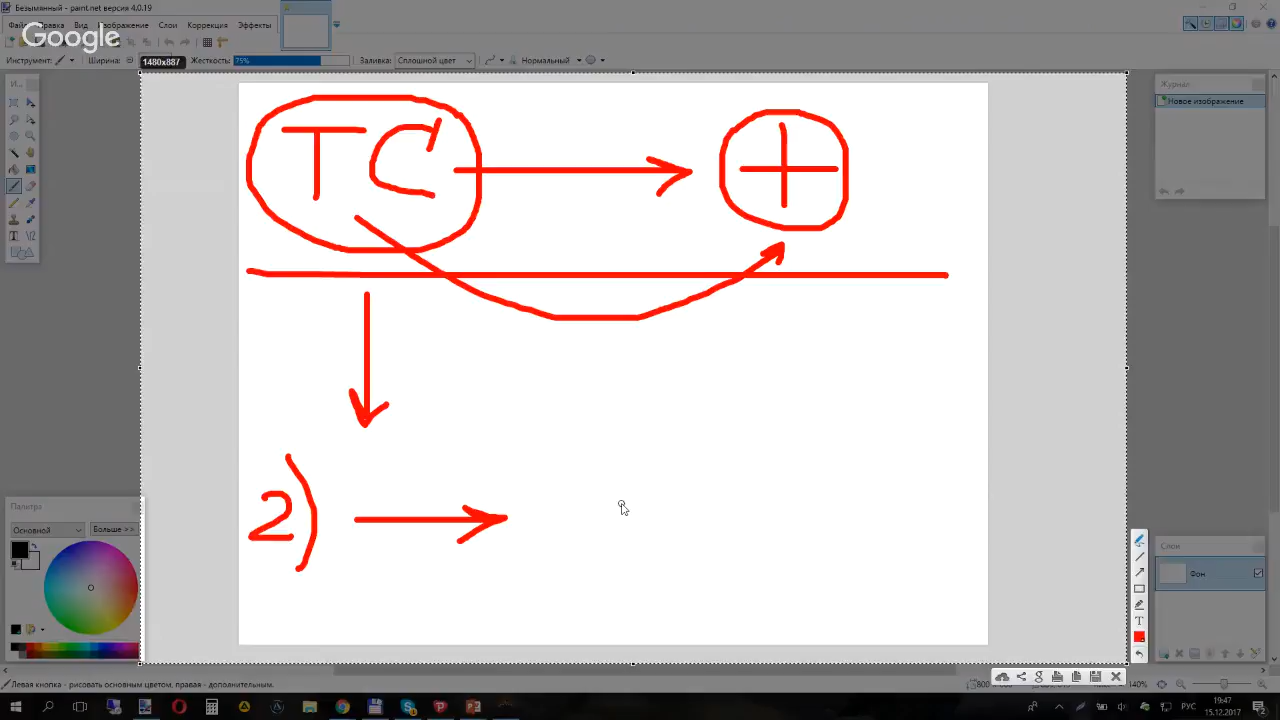 Безымянный - paint.net версия 4.0.19
Файл Правка Вид Изображение Слои Коррекция Эффекты
Google
Инструмент: Ширина: 1480x887 Жесткость: 75% Заливка: Сплошной цвет Нормальный
И...
Журнал
Новое изображение
ТС
+
2)
Палитра
Основной
Больше >>
Слои
Фон
Левая кнопка - рисовать основным цветом, правая - дополнительным.
140%
РУС
19:47
15.12.2017
2